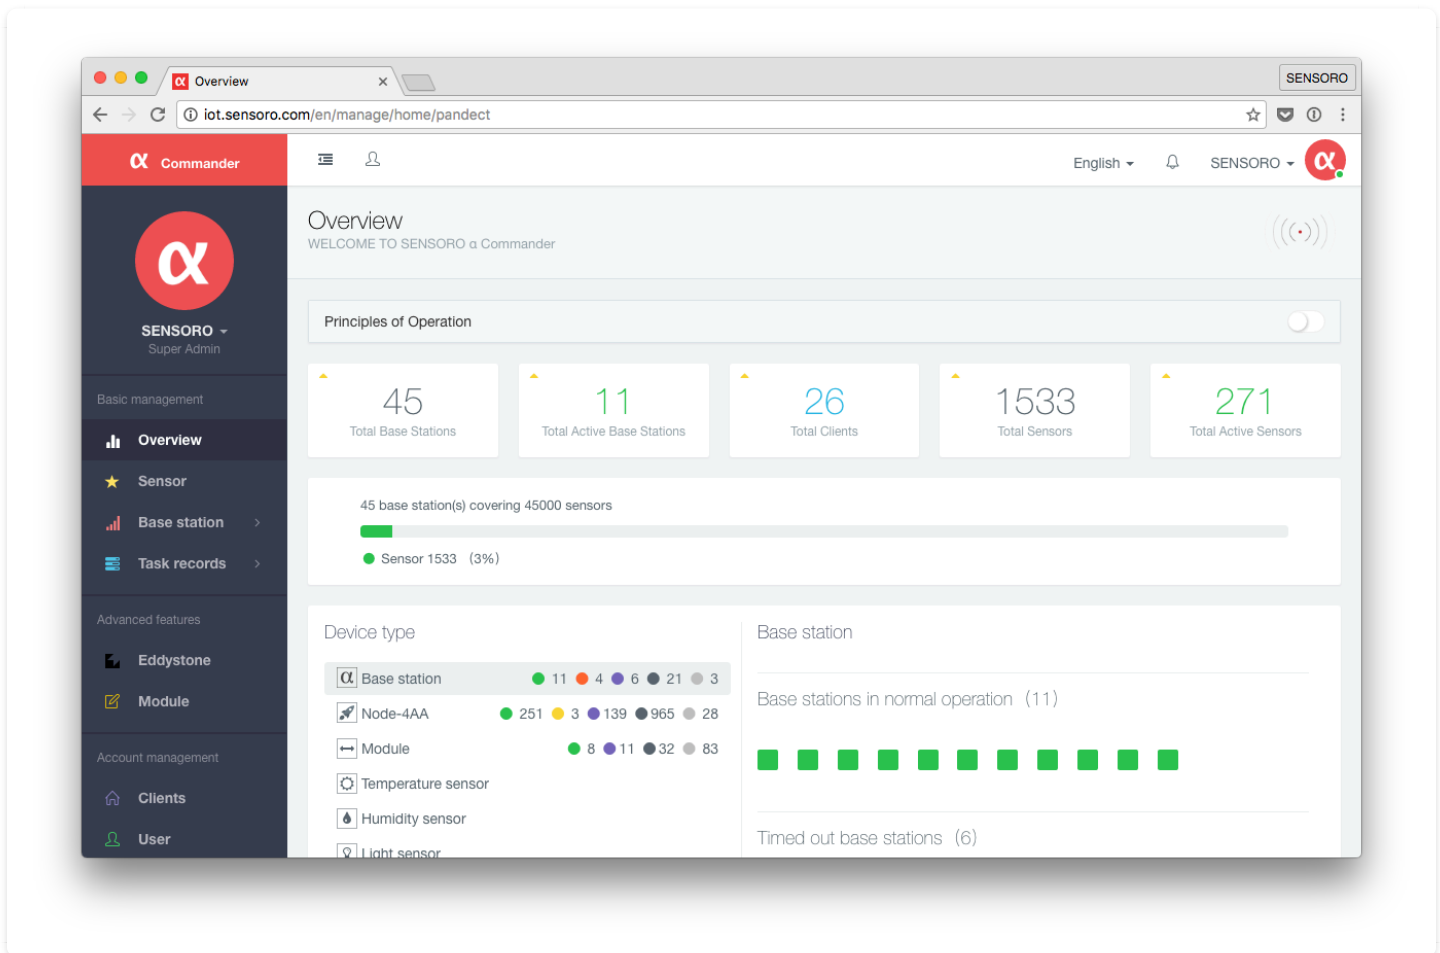 α Overview
SENSORO
iot.sensoro.com/en/manage/home/pandect
α Commander
English
SENSORO
α
α
SENSORO
Super Admin
Basic management
Overview
Sensor
Base station
Task records
Advanced features
Eddystone
Module
Account management
Clients
User
Overview
WELCOME TO SENSORO α Commander
Principles of Operation
45
Total Base Stations
11
Total Active Base Stations
26
Total Clients
1533
Total Sensors
271
Total Active Sensors
45 base station(s) covering 45000 sensors
Sensor 1533 (3%)
Device type
α Base station 11 4 6 21 3
Node-4AA 251 3 139 965 28
Module 8 11 32 83
Temperature sensor
Humidity sensor
Light sensor
Base station
Base stations in normal operation (11)
Timed out base stations (6)